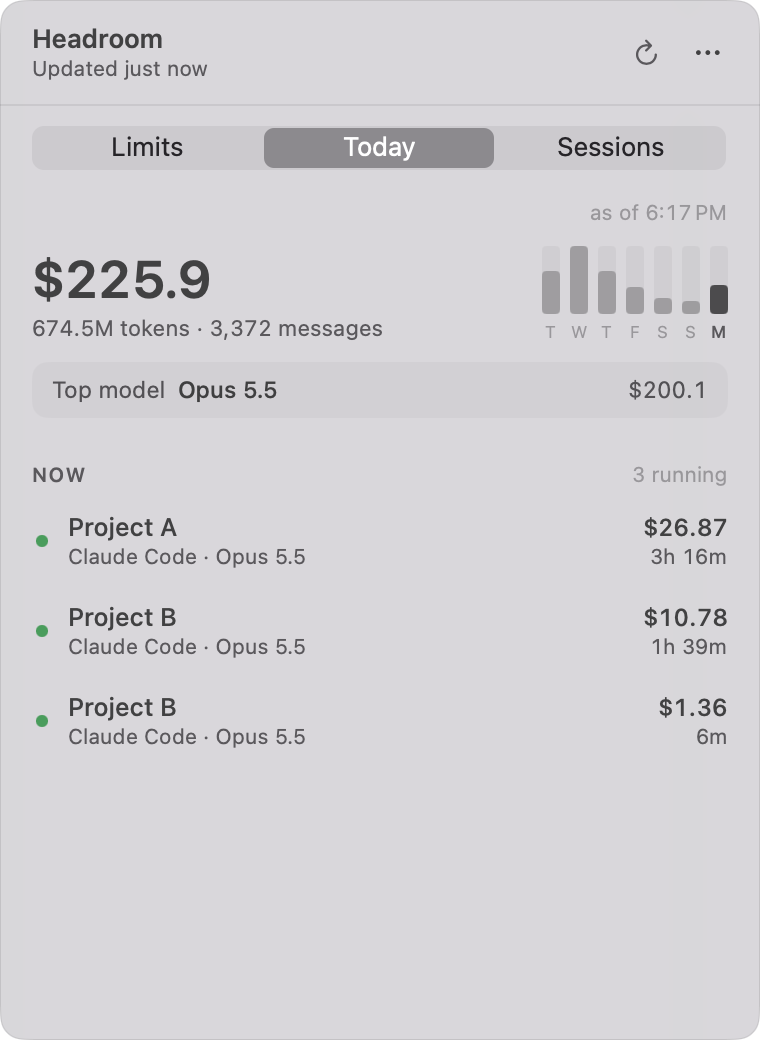 Headroom
Updated just now
Limits Today Sessions
as of 6:17 PM
$225.9
674.5M tokens · 3,372 messages
T W T F S S M
Top model Opus 5.5 $200.1
NOW 3 running
Project A $26.87
Claude Code · Opus 5.5 3h 16m
Project B $10.78
Claude Code · Opus 5.5 1h 39m
Project B $1.36
Claude Code · Opus 5.5 6m